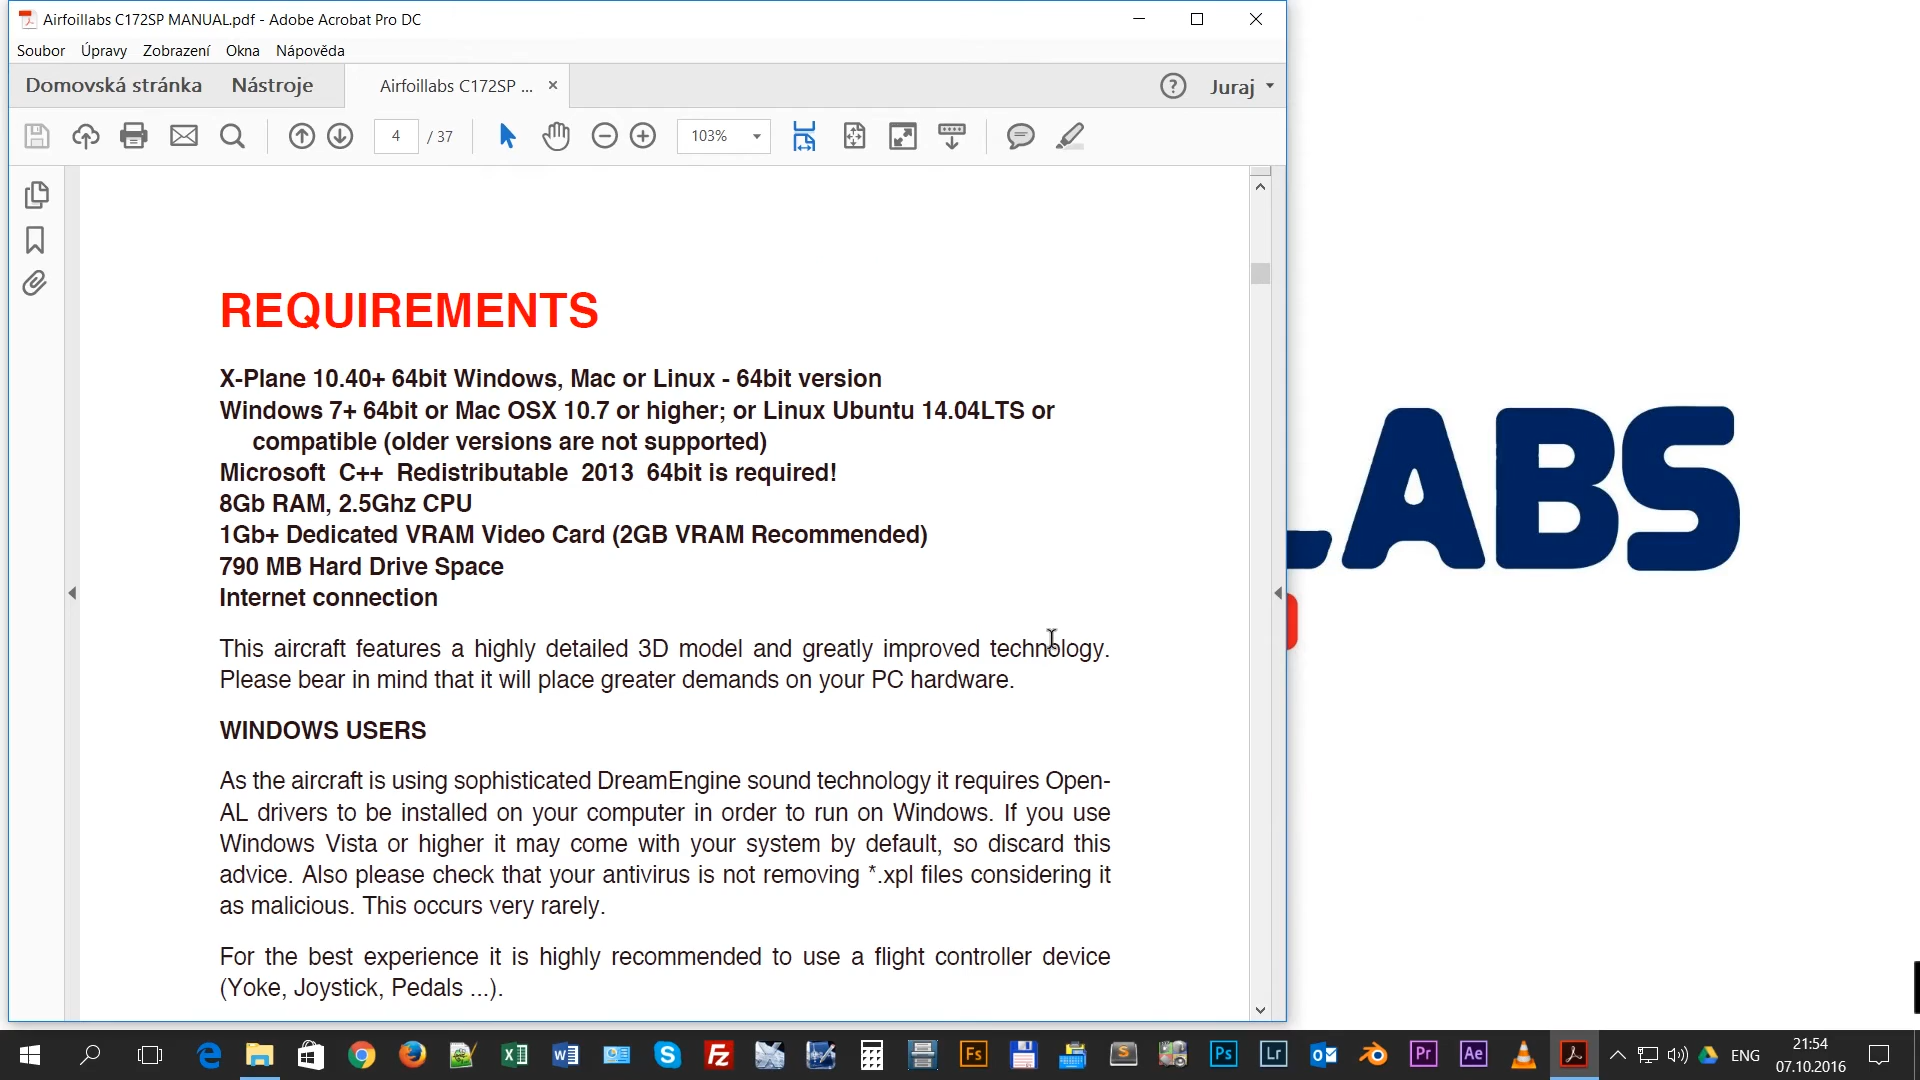 Airfoillabs C172SP MANUAL.pdf - Adobe Acrobat Pro DC
Soubor Úpravy Zobrazení Okna Nápověda
Domovská stránka Nástroje Airfoillabs C172SP ... Juraj
4 / 37 103%
REQUIREMENTS
X-Plane 10.40+ 64bit Windows, Mac or Linux - 64bit version
Windows 7+ 64bit or Mac OSX 10.7 or higher; or Linux Ubuntu 14.04LTS or
compatible (older versions are not supported)
Microsoft C++ Redistributable 2013 64bit is required!
8Gb RAM, 2.5Ghz CPU
1Gb+ Dedicated VRAM Video Card (2GB VRAM Recommended)
790 MB Hard Drive Space
Internet connection
This aircraft features a highly detailed 3D model and greatly improved technology.
Please bear in mind that it will place greater demands on your PC hardware.
WINDOWS USERS
As the aircraft is using sophisticated DreamEngine sound technology it requires Open-
AL drivers to be installed on your computer in order to run on Windows. If you use
Windows Vista or higher it may come with your system by default, so discard this
advice. Also please check that your antivirus is not removing *.xpl files considering it
as malicious. This occurs very rarely.
For the best experience it is highly recommended to use a flight controller device
(Yoke, Joystick, Pedals ...).
LABS
Fs Ps Lr Pr Ae
ENG
21:54
07.10.2016